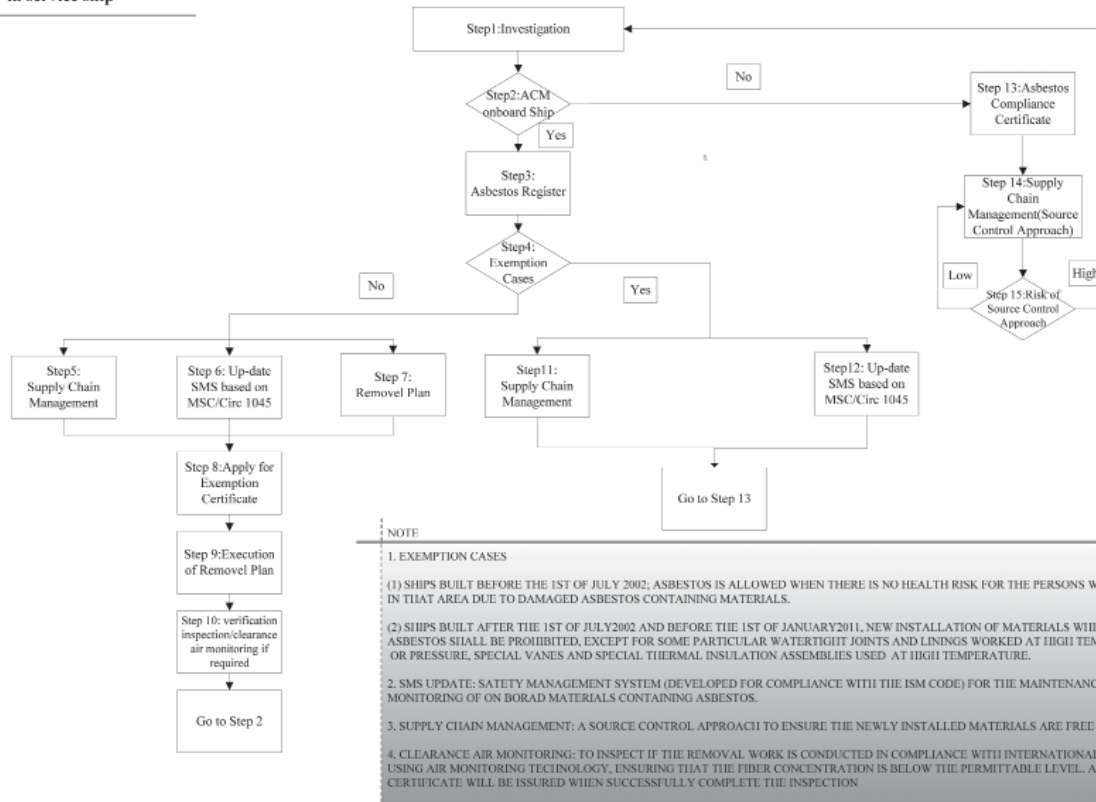 in service ship
Step1:Investigation
No
Step2:ACM
onboard Ship
Yes
Step 13:Asbestos
Compliance
Certificate
Step3:
Asbestos Register
Step 14:Supply
Chain
Management(Source
Control Approach)
Step4:
Exemption
Cases
No
Yes
Low
High
Step 15:Risk of
Source Control
Approach
Step5:
Supply Chain
Management
Step 6: Up-date
SMS based on
MSC/Circ 1045
Step 7:
Removel Plan
Step11:
Supply Chain
Management
Step12: Up-date
SMS based on
MSC/Circ 1045
Step 8:Apply for
Exemption
Certificate
Go to Step 13
Step 9:Execution
of Removel Plan
Step 10: verification
inspection/clearance
air monitoring if
required
Go to Step 2
NOTE
1. EXEMPTION CASES
(1) SHIPS BUILT BEFORE THE 1ST OF JULY 2002; ASBESTOS IS ALLOWED WHEN THERE IS NO HEALTH RISK FOR THE PERSONS W
IN THAT AREA DUE TO DAMAGED ASBESTOS CONTAINING MATERIALS.
(2) SHIPS BUILT AFTER THE 1ST OF JULY2002 AND BEFORE THE 1ST OF JANUARY2011, NEW INSTALLATION OF MATERIALS WHI
ASBESTOS SHALL BE PROHIBITED, EXCEPT FOR SOME PARTICULAR WATERTIGHT JOINTS AND LININGS WORKED AT HIGH TEM
OR PRESSURE, SPECIAL VANES AND SPECIAL THERMAL INSULATION ASSEMBLIES USED AT HIGH TEMPERATURE.
2. SMS UPDATE: SATETY MANAGEMENT SYSTEM (DEVELOPED FOR COMPLIANCE WITH THE ISM CODE) FOR THE MAINTENANC
MONITORING OF ON BORAD MATERIALS CONTAINING ASBESTOS.
3. SUPPLY CHAIN MANAGEMENT: A SOURCE CONTROL APPROACH TO ENSURE THE NEWLY INSTALLED MATERIALS ARE FREE
4. CLEARANCE AIR MONITORING: TO INSPECT IF THE REMOVAL WORK IS CONDUCTED IN COMPLIANCE WITH INTERNATIONAL
USING AIR MONITORING TECHNOLOGY, ENSURING THAT THE FIBER CONCENTRATION IS BELOW THE PERMITTABLE LEVEL. A
CERTIFICATE WILL BE ISSURED WHEN SUCCESSFULLY COMPLETE THE INSPECTION